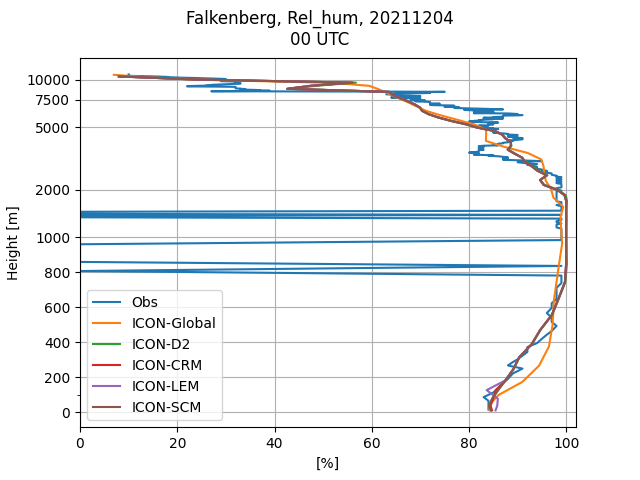 Falkenberg, Rel_hum, 20211204
00 UTC
10000
7500
5000
2000
1000
800
600
400
200
0
Height [m]
Obs
ICON-Global
ICON-D2
ICON-CRM
ICON-LEM
ICON-SCM
0 20 40 60 80 100
[%]